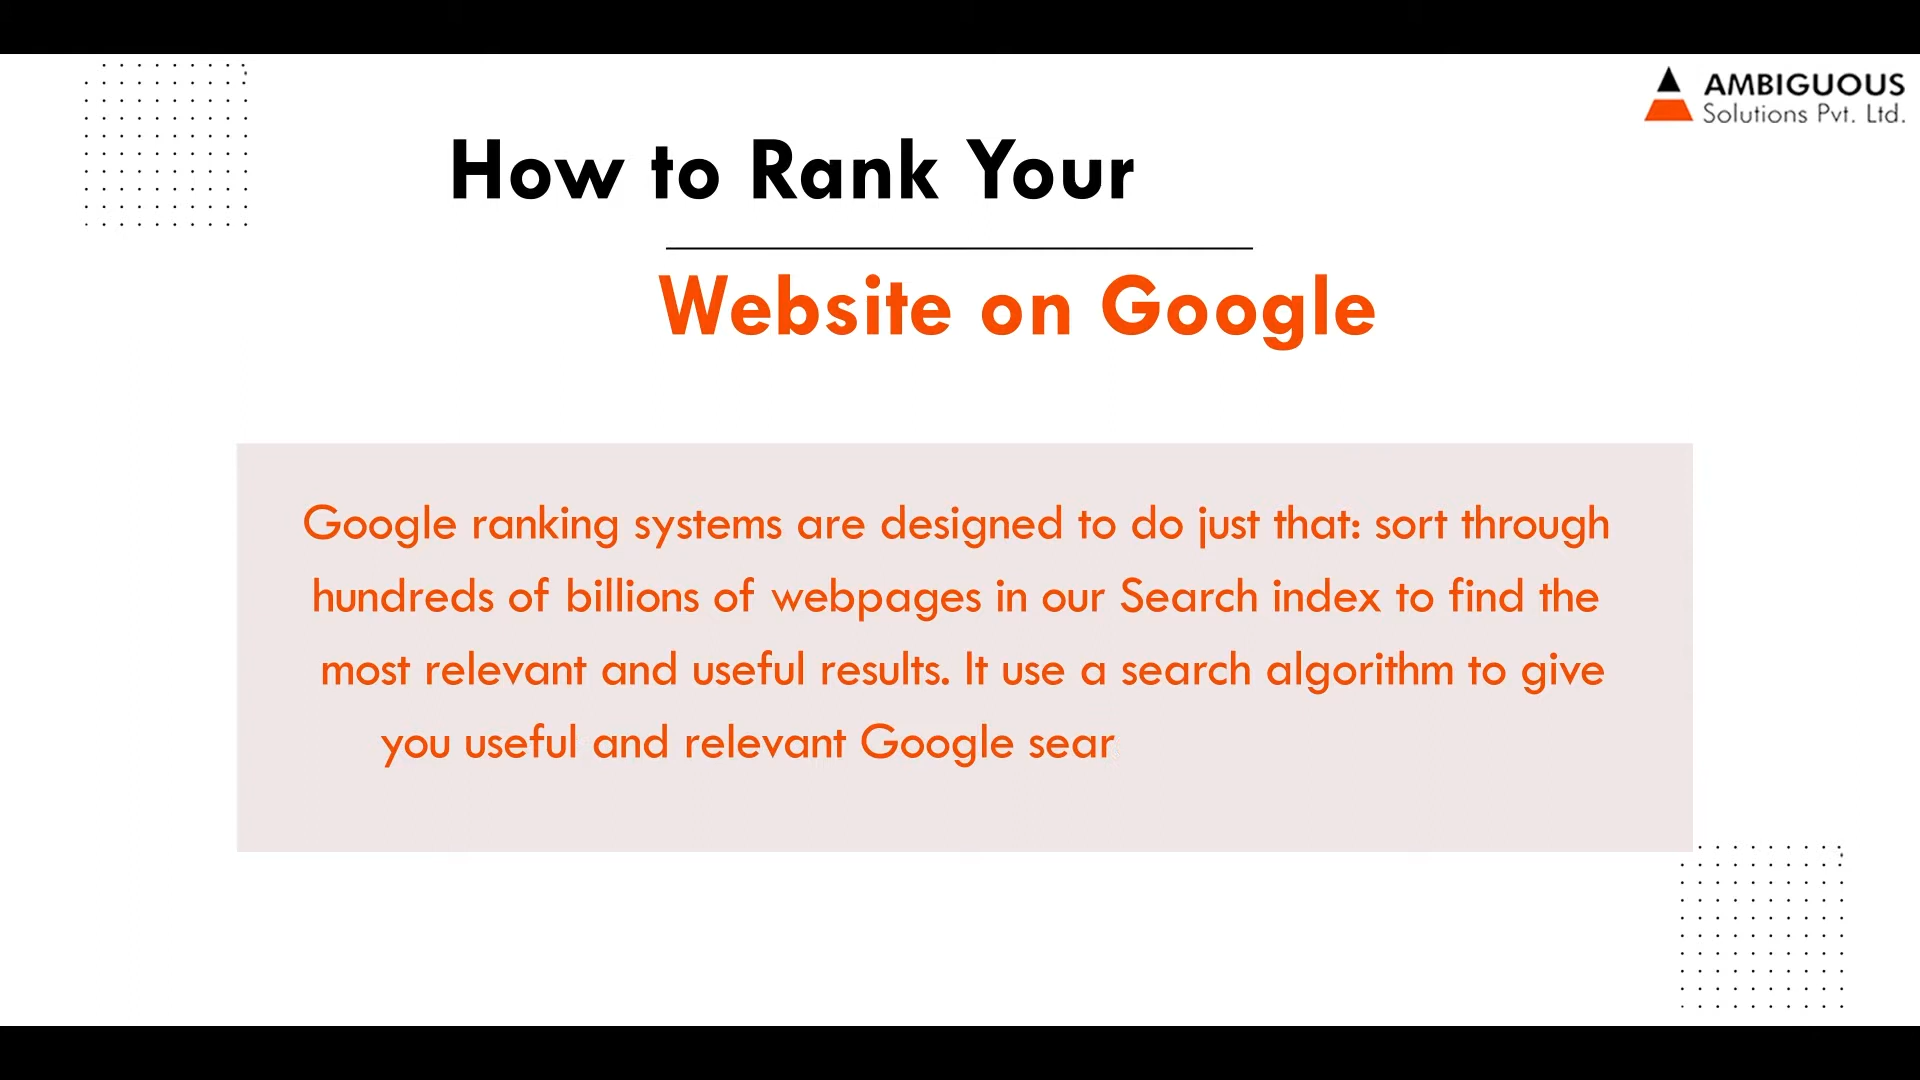 AMBIGUOUS
Solutions Pvt. Ltd.
How to Rank Your
Website on Google
Google ranking systems are designed to do just that: sort through
hundreds of billions of webpages in our Search index to find the
most relevant and useful results. It use a search algorithm to give
you useful and relevant Google sear